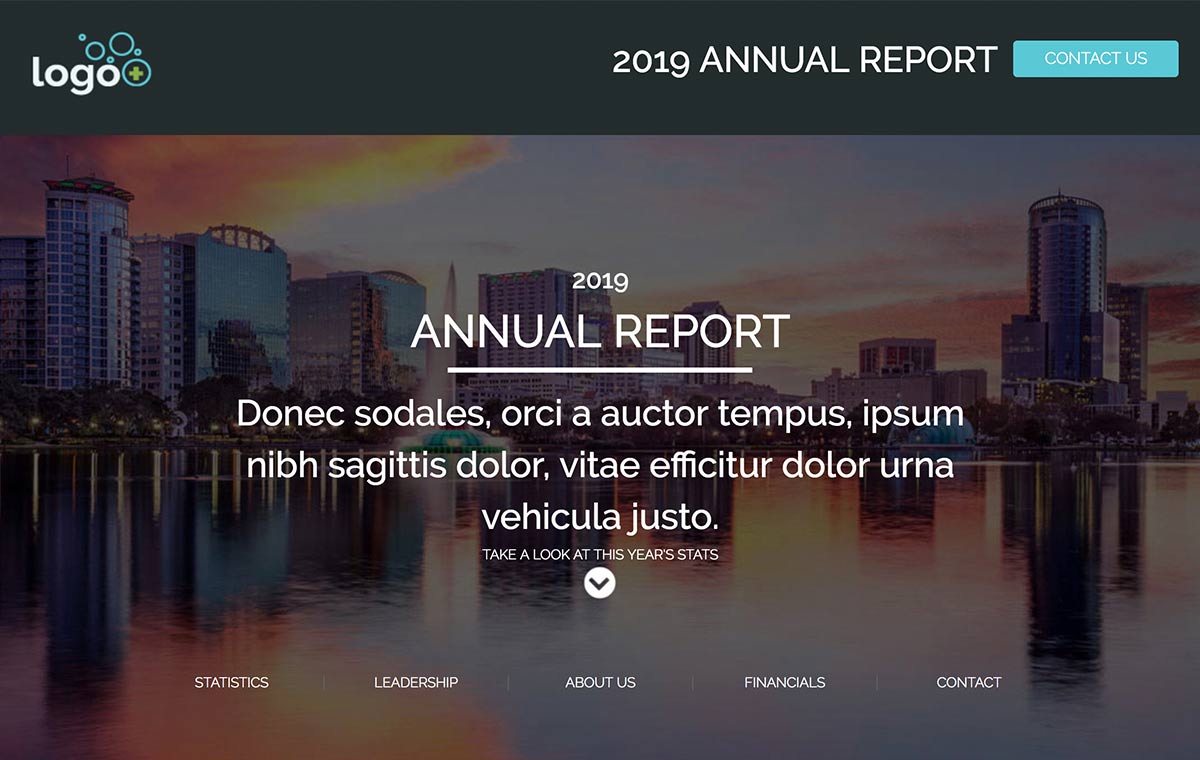 logo
2019 ANNUAL REPORT
CONTACT US
2019
ANNUAL REPORT
Donec sodales, orci a auctor tempus, ipsum
nibh sagittis dolor, vitae efficitur dolor urna
vehicula justo.
TAKE A LOOK AT THIS YEAR'S STATS
STATISTICS
LEADERSHIP
ABOUT US
FINANCIALS
CONTACT